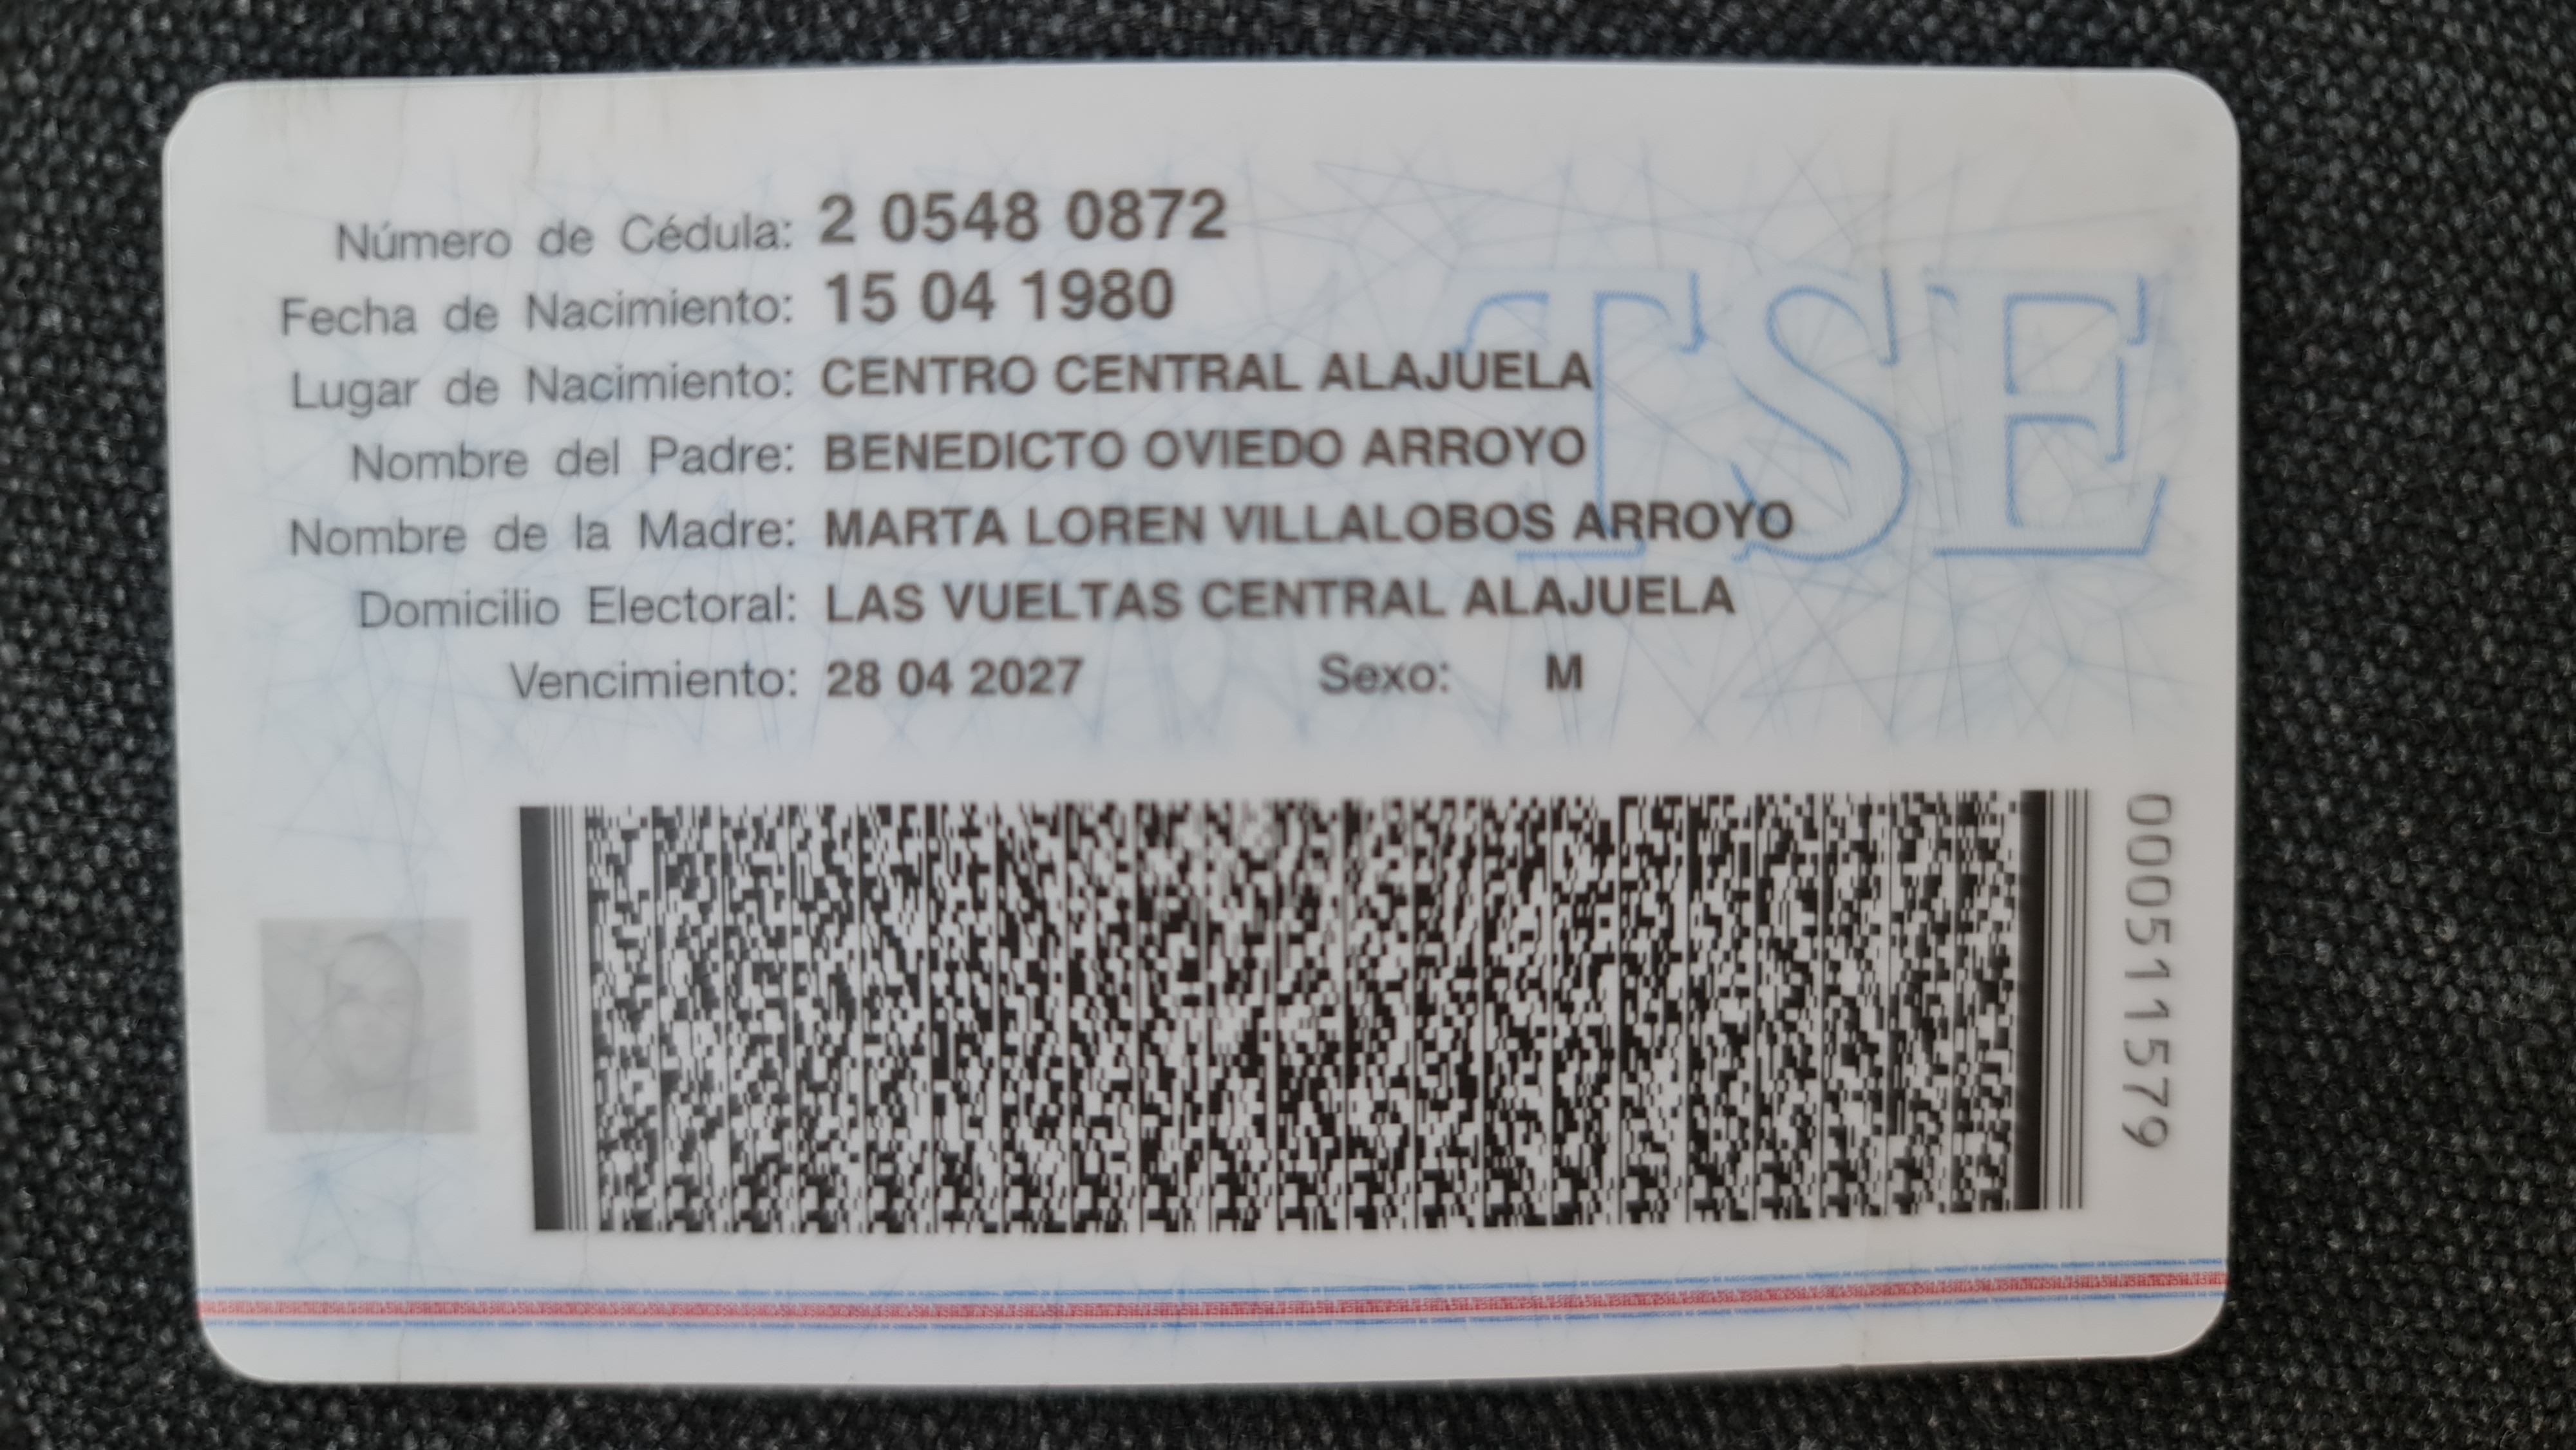 Número de Cédula: 2 0548 0872
Fecha de Nacimiento: 15 04 1980
Lugar de Nacimiento: CENTRO CENTRAL ALAJUELA
Nombre del Padre: BENEDICTO OVIEDO ARROYO
Nombre de la Madre: MARTA LOREN VILLALOBOS ARROYO
Domicilio Electoral: LAS VUELTAS CENTRAL ALAJUELA
Vencimiento: 28 04 2027 Sexo: M
TSE
000511579